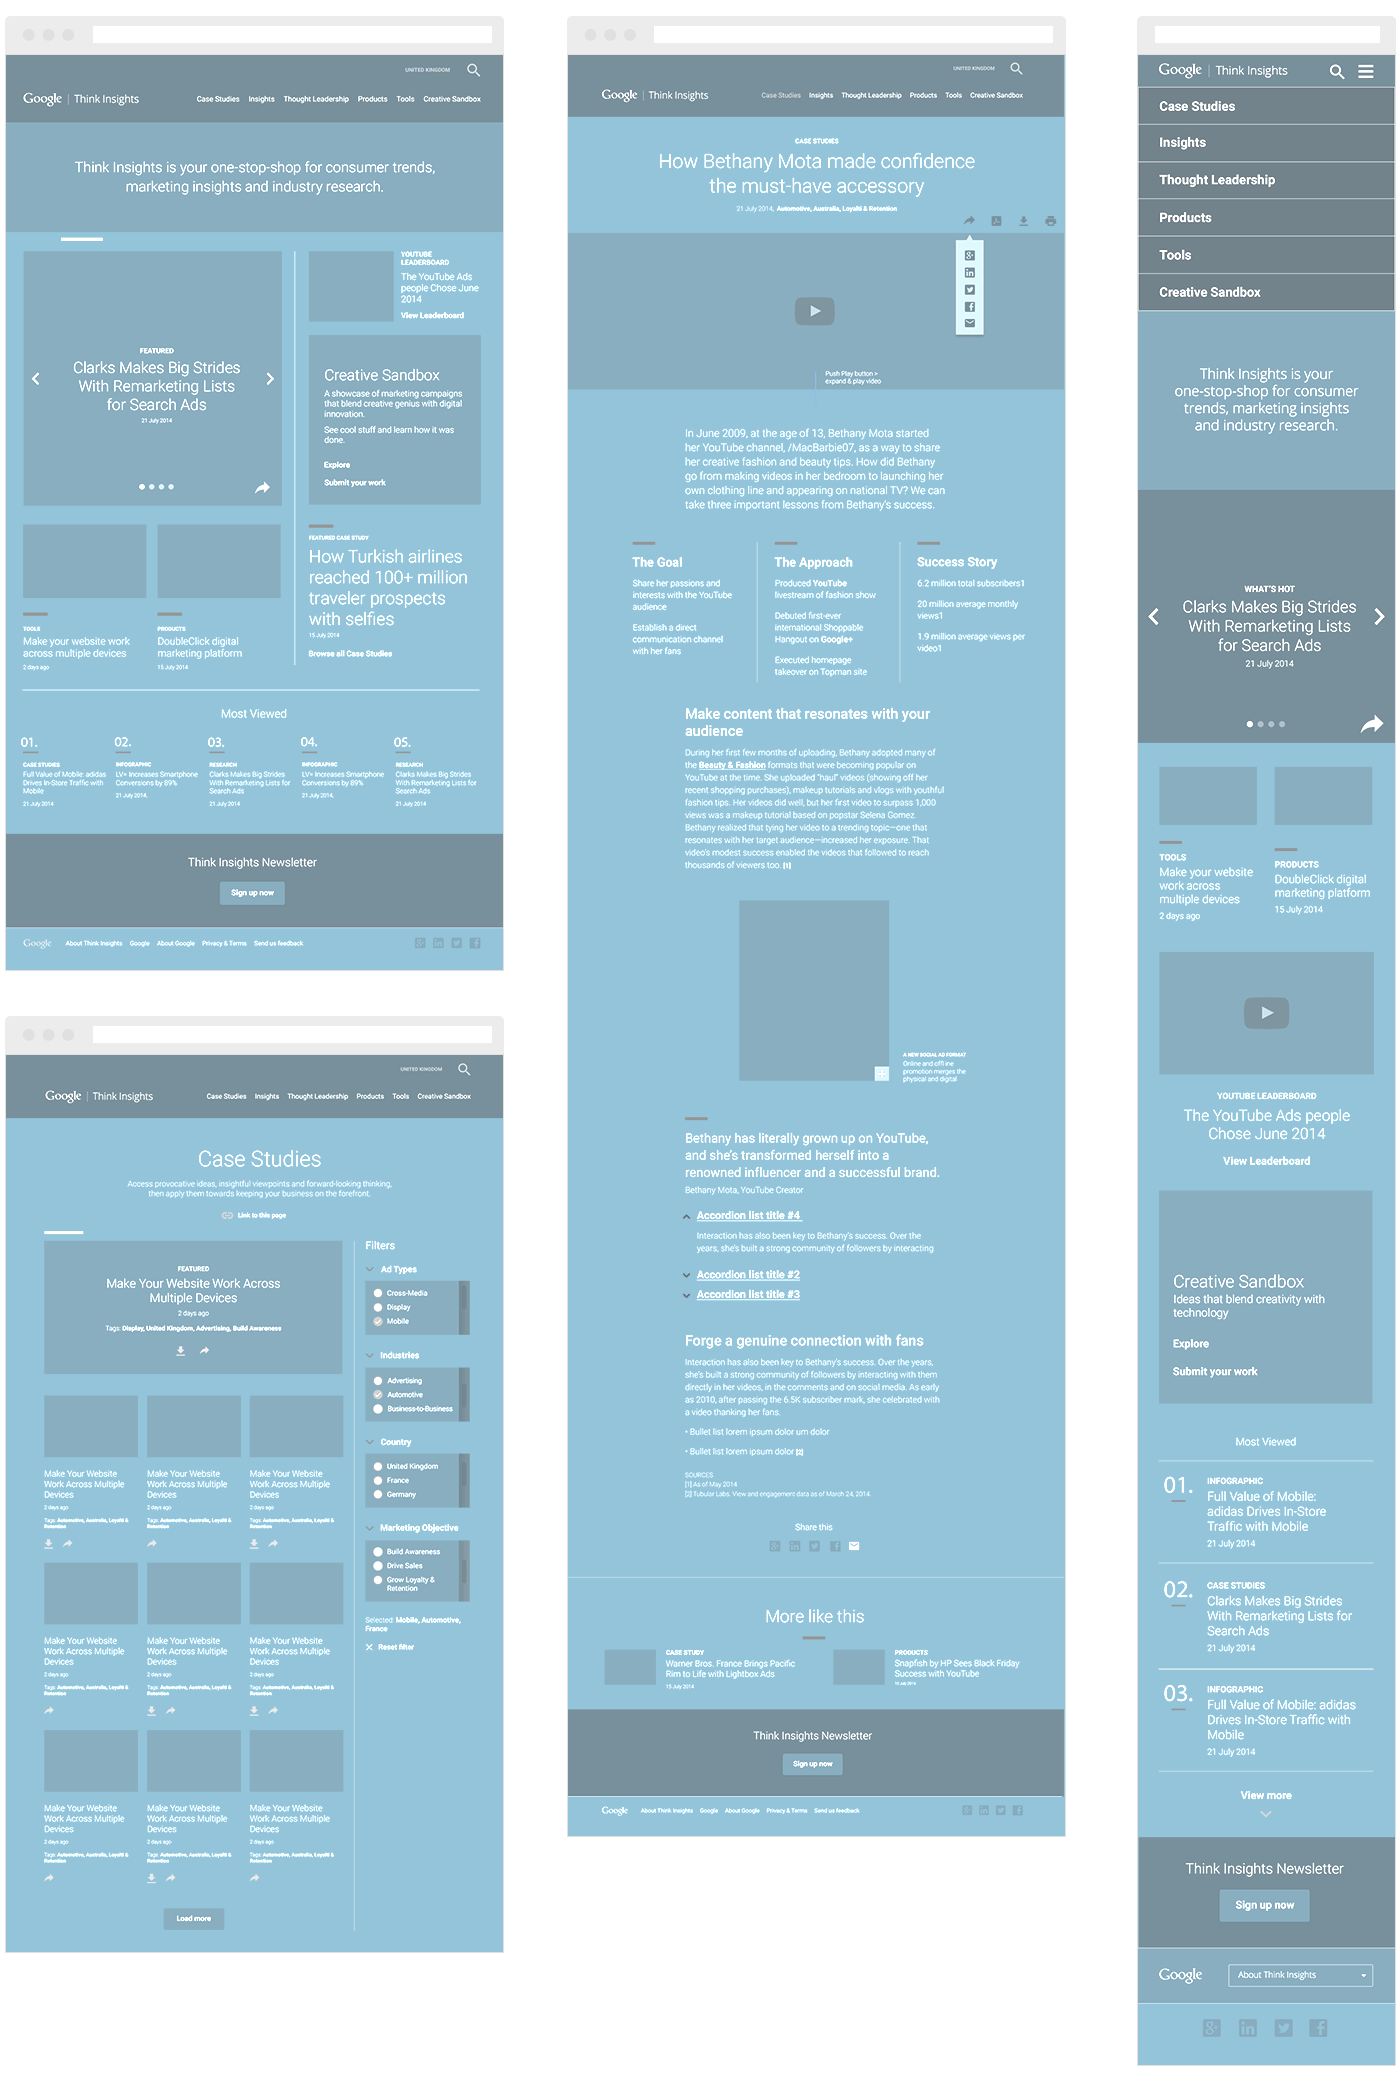 UNITED KINGDOM
Google | Think Insights
Case Studies Insights Thought Leadership Products Tools Creative Sandbox
Think Insights is your one-stop-shop for consumer trends,
marketing insights and industry research.
FEATURED
Clarks Makes Big Strides
With Remarketing Lists
for Search Ads
21 July 2014
YOUTUBE
LEADERBOARD
The YouTube Ads
people Chose June
2014
View Leaderboard
Creative Sandbox
A showcase of marketing campaigns
that blend creative genius with digital
innovation.
See cool stuff and learn how it was
done.
Explore
Submit your work
TOOLS
Make your website work
across multiple devices
2 days ago
PRODUCTS
DoubleClick digital
marketing platform
15 July 2014
FEATURED CASE STUDY
How Turkish airlines
reached 100+ million
traveler prospects
with selfies
15 July 2014
Browse all Case Studies
Most Viewed
01.
CASE STUDIES
Full Value of Mobile: adidas
Drives In-Store Traffic with
Mobile
21 July 2014
02.
INFOGRAPHIC
LV= Increases Smartphone
Conversions by 89%
21 July 2014,
03.
RESEARCH
Clarks Makes Big Strides
With Remarketing Lists for
Search Ads
21 July 2014
04.
INFOGRAPHIC
LV= Increases Smartphone
Conversions by 89%
21 July 2014,
05.
RESEARCH
Clarks Makes Big Strides
With Remarketing Lists for
Search Ads
21 July 2014
Think Insights Newsletter
Sign up now
Google About Think Insights Google About Google Privacy & Terms Send us feedback
UNITED KINGDOM
Google | Think Insights
Case Studies Insights Thought Leadership Products Tools Creative Sandbox
Case Studies
Access provocative ideas, insightful viewpoints and forward-looking thinking,
then apply them towards keeping your business on the forefront.
Link to this page
FEATURED
Make Your Website Work Across
Multiple Devices
2 days ago
Tags: Display, United Kingdom, Advertising, Build Awareness
Make Your Website
Work Across Multiple
Devices
2 days ago
Tags: Automotive, Australia, Loyalti &
Retention
Make Your Website
Work Across Multiple
Devices
2 days ago
Tags: Automotive, Australia, Loyalti &
Retention
Make Your Website
Work Across Multiple
Devices
2 days ago
Tags: Automotive, Australia, Loyalti &
Retention
Make Your Website
Work Across Multiple
Devices
2 days ago
Tags: Automotive, Australia, Loyalti &
Retention
Make Your Website
Work Across Multiple
Devices
2 days ago
Tags: Automotive, Australia, Loyalti &
Retention
Make Your Website
Work Across Multiple
Devices
2 days ago
Tags: Automotive, Australia, Loyalti &
Retention
Make Your Website
Work Across Multiple
Devices
2 days ago
Tags: Automotive, Australia, Loyalti &
Retention
Make Your Website
Work Across Multiple
Devices
2 days ago
Tags: Automotive, Australia, Loyalti &
Retention
Make Your Website
Work Across Multiple
Devices
2 days ago
Tags: Automotive, Australia, Loyalti &
Retention
Load more
Filters
Ad Types
Cross-Media
Display
Mobile
Industries
Advertising
Automotive
Business-to-Business
Country
United Kingdom
France
Germany
Marketing Objective
Build Awareness
Drive Sales
Grow Loyalty &
Retention
Selected: Mobile, Automotive,
France
Reset filter
UNITED KINGDOM
Google | Think Insights
Case Studies Insights Thought Leadership Products Tools Creative Sandbox
CASE STUDIES
How Bethany Mota made confidence
the must-have accessory
21 July 2014, Automotive, Australia, Loyalti & Retention
Push Play button >
expand & play video
In June 2009, at the age of 13, Bethany Mota started
her YouTube channel, /MacBarbie07, as a way to share
her creative fashion and beauty tips. How did Bethany
go from making videos in her bedroom to launching her
own clothing line and appearing on national TV? We can
take three important lessons from Bethany's success.
The Goal
Share her passions and
interests with the YouTube
audience
Establish a direct
communication channel
with her fans
The Approach
Produced YouTube
livestream of fashion show
Debuted first-ever
international Shoppable
Hangout on Google+
Executed homepage
takeover on Topman site
Success Story
6.2 million total subscribers1
20 million average monthly
views1
1.9 million average views per
video1
Make content that resonates with your
audience
During her first few months of uploading, Bethany adopted many of
the Beauty & Fashion formats that were becoming popular on
YouTube at the time. She uploaded "haul" videos (showing off her
recent shopping purchases), makeup tutorials and vlogs with youthful
fashion tips. Her videos did well, but her first video to surpass 1,000
views was a makeup tutorial based on popstar Selena Gomez.
Bethany realized that tying her video to a trending topic—one that
resonates with her target audience—increased her exposure. That
video's modest success enabled the videos that followed to reach
thousands of viewers too. [1]
A NEW SOCIAL AD FORMAT
Online and offline
promotion merges the
physical and digital
Bethany has literally grown up on YouTube,
and she's transformed herself into a
renowned influencer and a successful brand.
Bethany Mota, YouTube Creator
Accordion list title #4
Interaction has also been key to Bethany's success. Over the
years, she's built a strong community of followers by interacting
Accordion list title #2
Accordion list title #3
Forge a genuine connection with fans
Interaction has also been key to Bethany's success. Over the years,
she's built a strong community of followers by interacting with them
directly in her videos, in the comments and on social media. As early
as 2010, after passing the 6.5K subscriber mark, she celebrated with
a video thanking her fans.
• Bullet list lorem ipsum dolor um dolor
• Bullet list lorem ipsum dolor [2]
SOURCES
[1] As of May 2014
[2] Tubular Labs. View and engagement data as of March 24, 2014.
Share this
More like this
CASE STUDY
Warner Bros. France Brings Pacific
Rim to Life with Lightbox Ads
15 July 2014
PRODUCTS
Snapfish by HP Sees Black Friday
Success with YouTube
15 July 2014
Think Insights Newsletter
Sign up now
Google About Think Insights Google About Google Privacy & Terms Send us feedback
Google | Think Insights
Case Studies
Insights
Thought Leadership
Products
Tools
Creative Sandbox
Think Insights is your
one-stop-shop for consumer
trends, marketing insights
and industry research.
WHAT'S HOT
Clarks Makes Big Strides
With Remarketing Lists
for Search Ads
21 July 2014
TOOLS
Make your website
work across
multiple devices
2 days ago
PRODUCTS
DoubleClick digital
marketing platform
15 July 2014
YOUTUBE LEADERBOARD
The YouTube Ads people
Chose June 2014
View Leaderboard
Creative Sandbox
Ideas that blend creativity with
technology
Explore
Submit your work
Most Viewed
01.
INFOGRAPHIC
Full Value of Mobile:
adidas Drives In-Store
Traffic with Mobile
21 July 2014
02.
CASE STUDIES
Clarks Makes Big Strides
With Remarketing Lists for
Search Ads
21 July 2014
03.
INFOGRAPHIC
Full Value of Mobile: adidas
Drives In-Store Traffic with
Mobile
21 July 2014
View more
Think Insights Newsletter
Sign up now
Google
About Think Insights